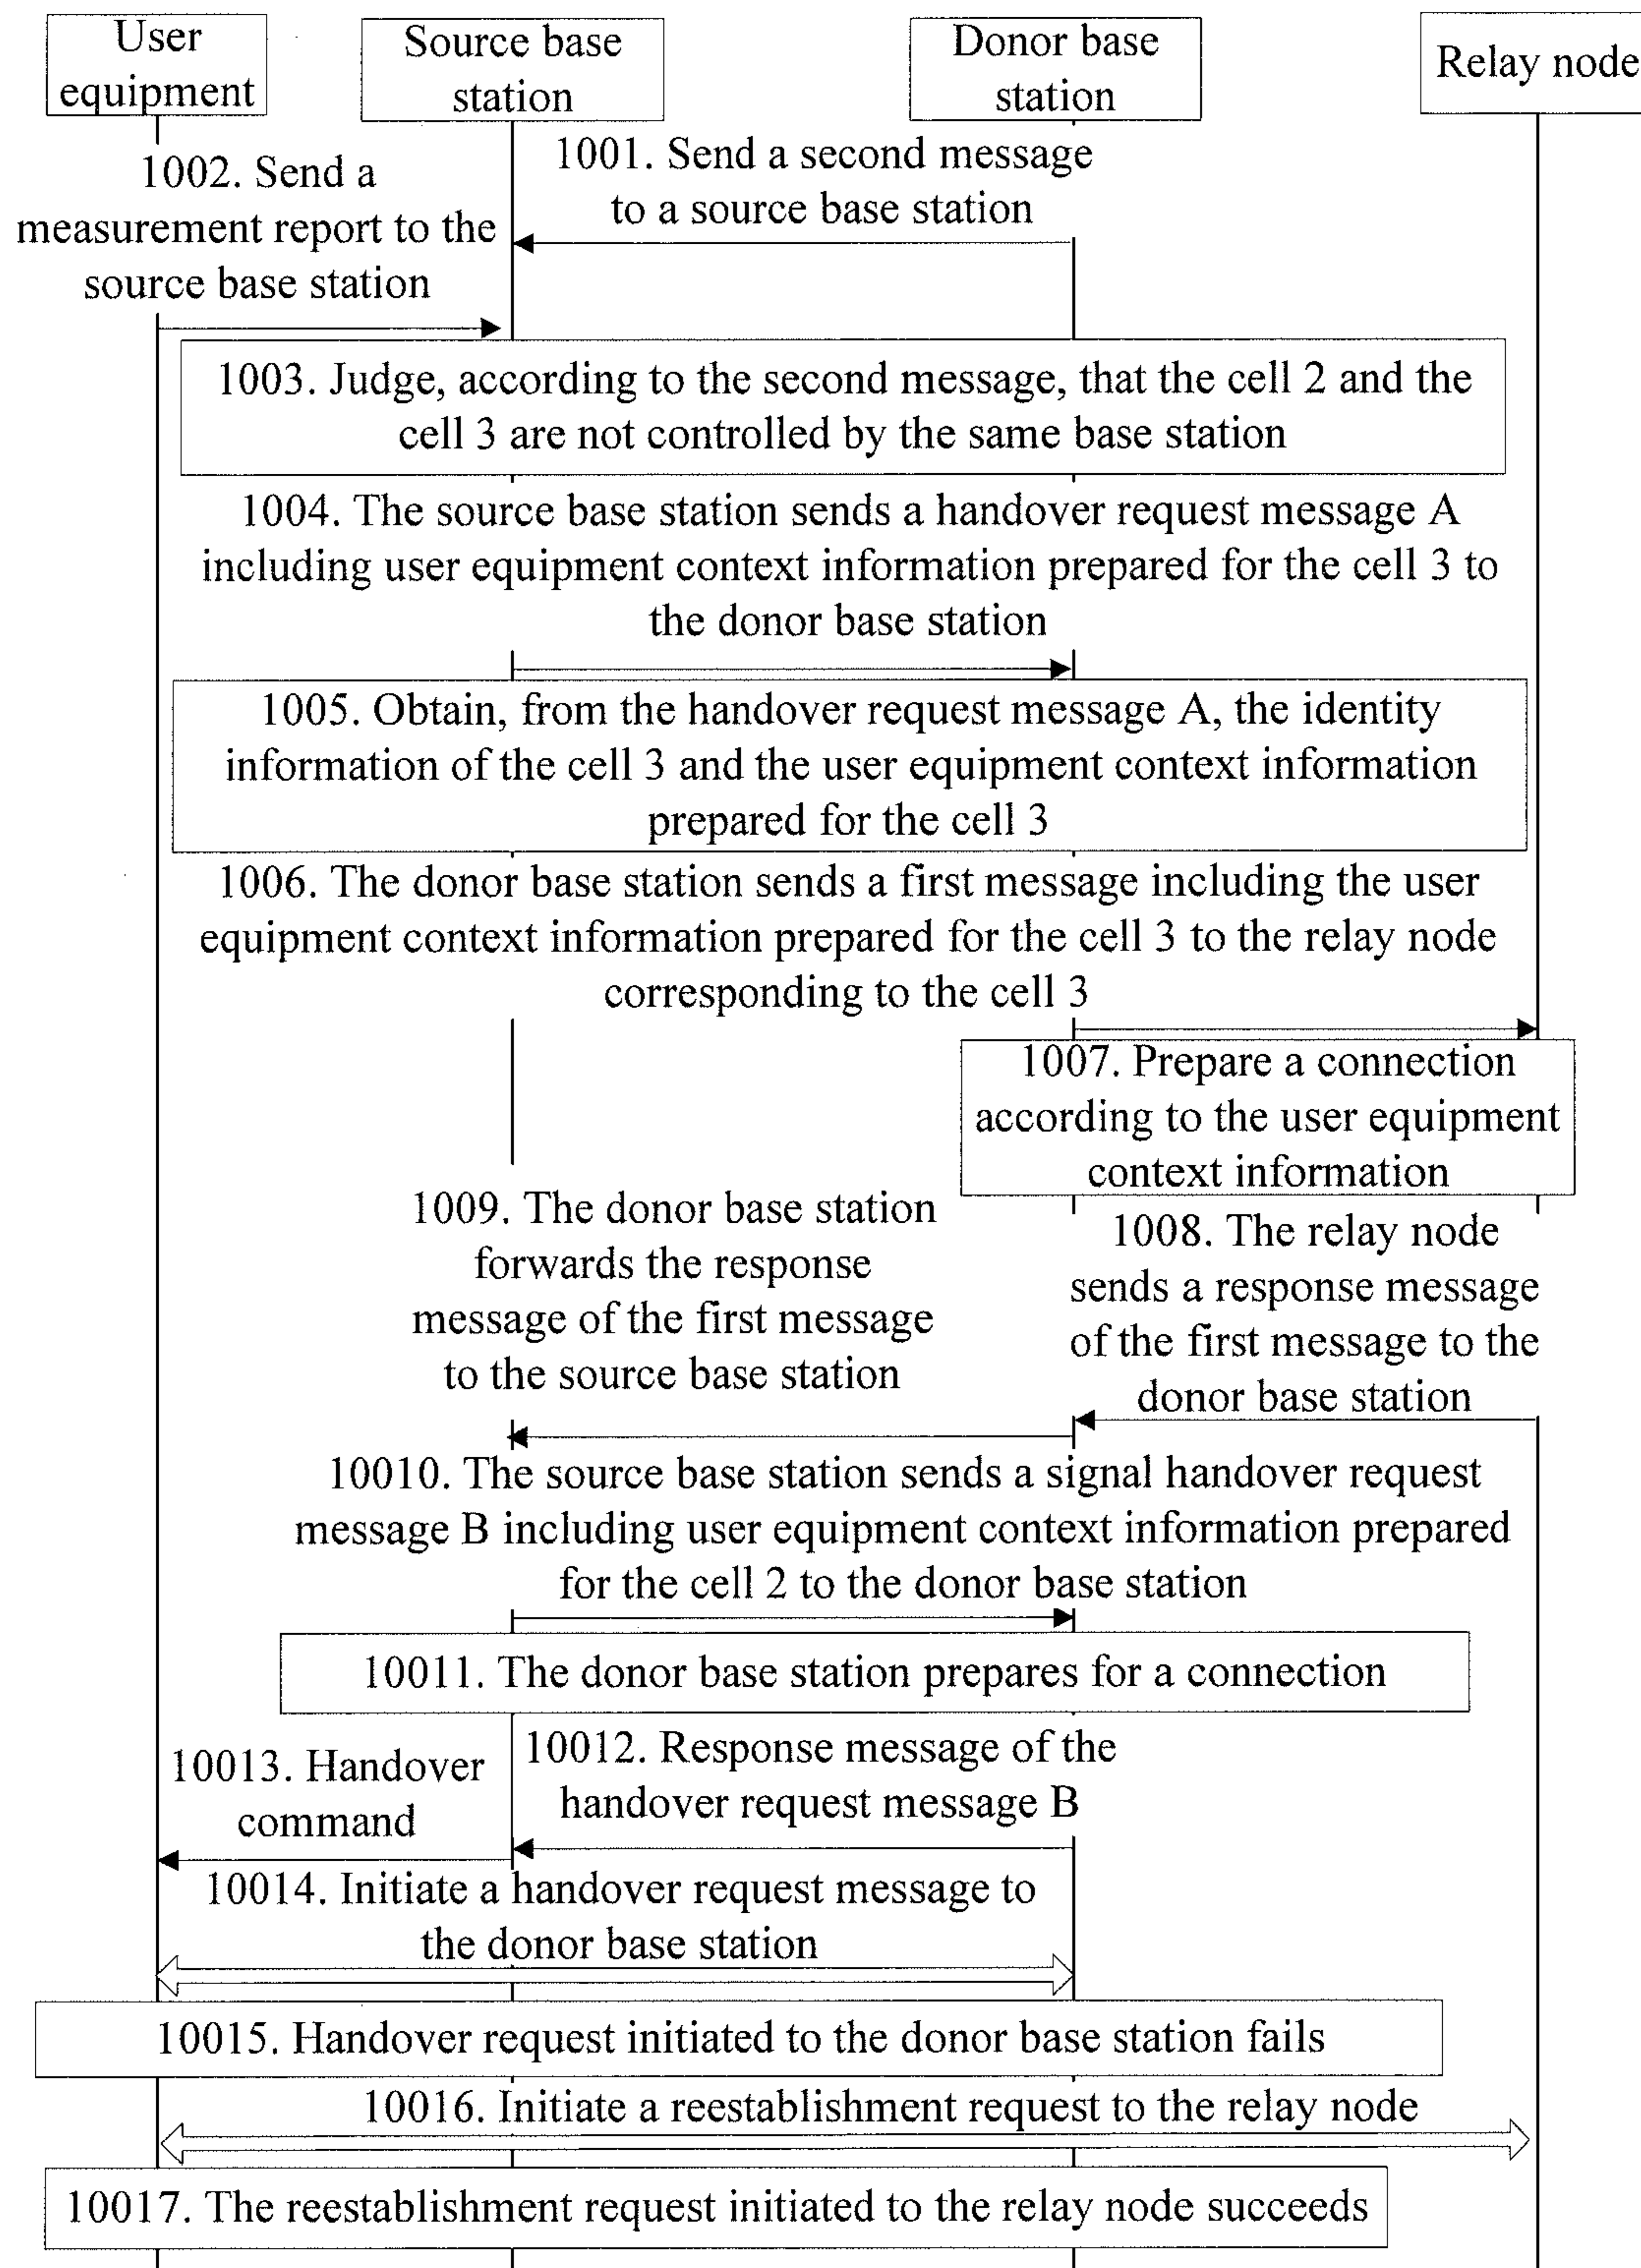 User
equipment
Source base
station
Donor base
station
Relay node
1001. Send a second message
to a source base station
1002. Send a
measurement report to the
source base station
1003. Judge, according to the second message, that the cell 2 and the
cell 3 are not controlled by the same base station
1004. The source base station sends a handover request message A
including user equipment context information prepared for the cell 3 to
the donor base station
1005. Obtain, from the handover request message A, the identity
information of the cell 3 and the user equipment context information
prepared for the cell 3
1006. The donor base station sends a first message including the user
equipment context information prepared for the cell 3 to the relay node
corresponding to the cell 3
1007. Prepare a connection
according to the user equipment
context information
1008. The relay node
sends a response message
of the first message to the
donor base station
1009. The donor base station
forwards the response
message of the first message
to the source base station
10010. The source base station sends a signal handover request
message B including user equipment context information prepared
for the cell 2 to the donor base station
10011. The donor base station prepares for a connection
10012. Response message of the
handover request message B
10013. Handover
command
10014. Initiate a handover request message to
the donor base station
10015. Handover request initiated to the donor base station fails
10016. Initiate a reestablishment request to the relay node
10017. The reestablishment request initiated to the relay node succeeds